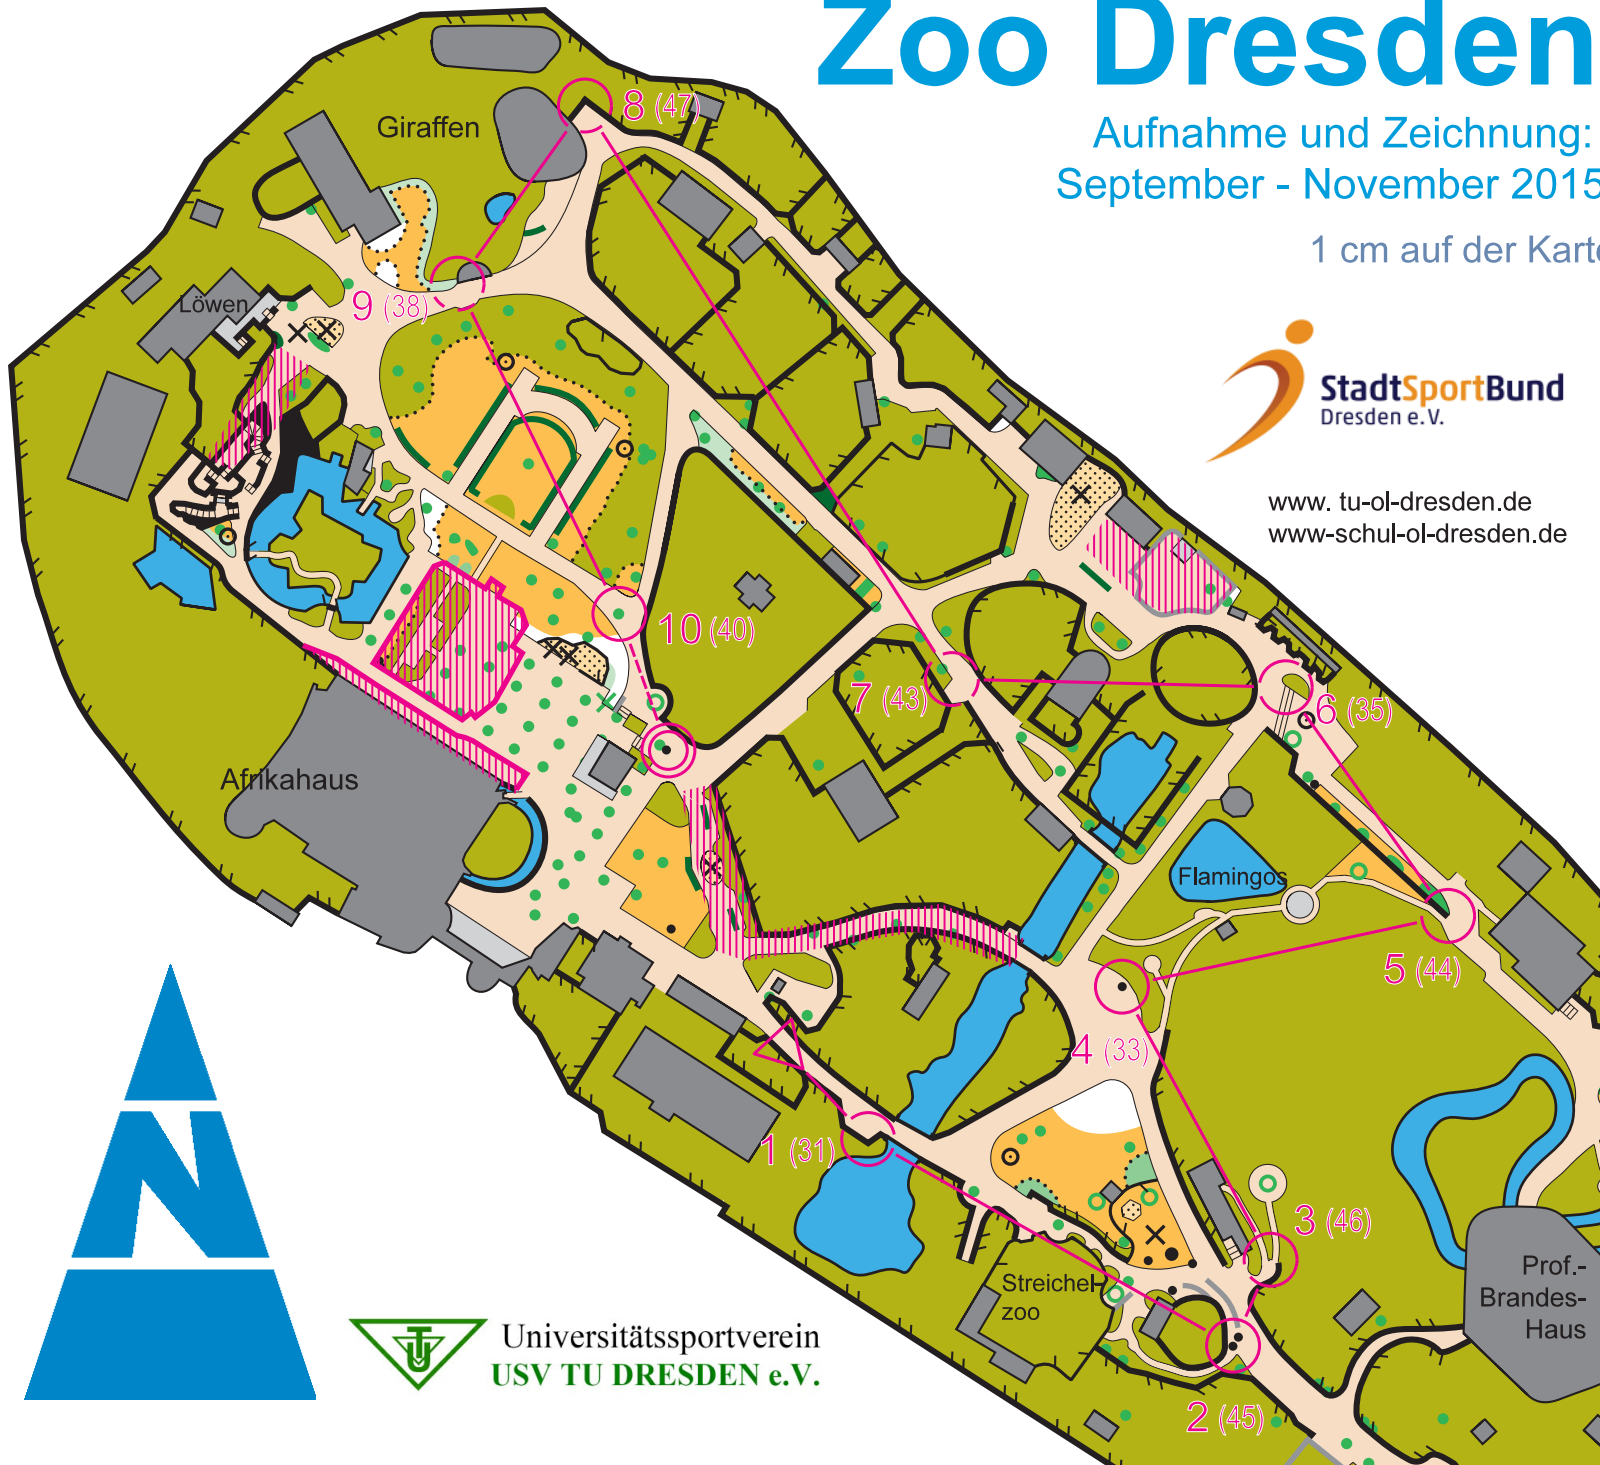 Zoo Dresden
Aufnahme und Zeichnung:
September - November 2015
1 cm auf der Karte
StadtSportBund
Dresden e.V.
www. tu-ol-dresden.de
www-schul-ol-dresden.de
8 (47)
Giraffen
Löwen
9 (38)
10 (40)
7 (43)
6 (35)
Afrikahaus
Flamingos
5 (44)
4 (33)
1 (31)
3 (46)
Streichel-
zoo
Prof.-
Brandes-
Haus
2 (45)
N
TU
Universitätssportverein
USV TU DRESDEN e.V.